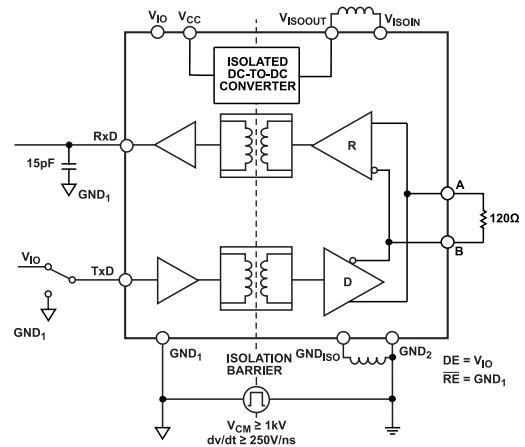 V_IO
V_CC
V_ISOOUT
V_ISOIN
ISOLATED
DC-TO-DC
CONVERTER
RxD
R
15pF
GND_1
A
120Ω
B
V_IO
TxD
D
GND_1
GND_1
ISOLATION
BARRIER
GND_ISO
GND_2
DE = V_IO
R̅E̅ = GND_1
V_CM ≥ 1kV
dv/dt ≥ 250V/ns